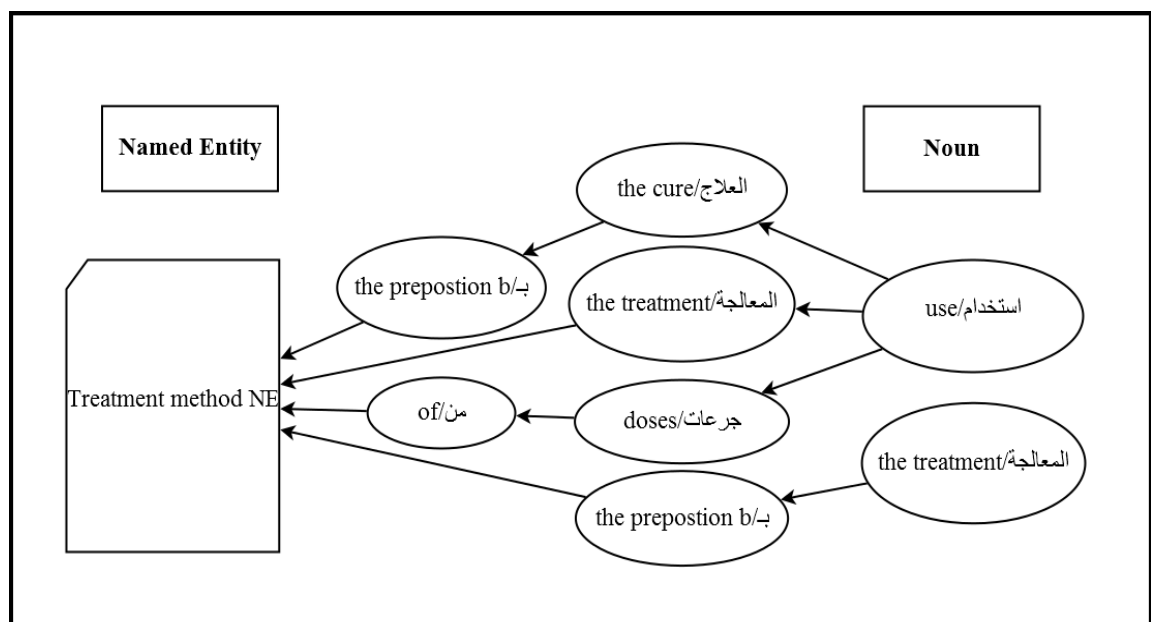 Named Entity
Noun
the cure/العلاج
the prepostion b/بـ
the treatment/المعالجة
use/استخدام
Treatment method NE
of/من
doses/جرعات
the treatment/المعالجة
the prepostion b/بـ